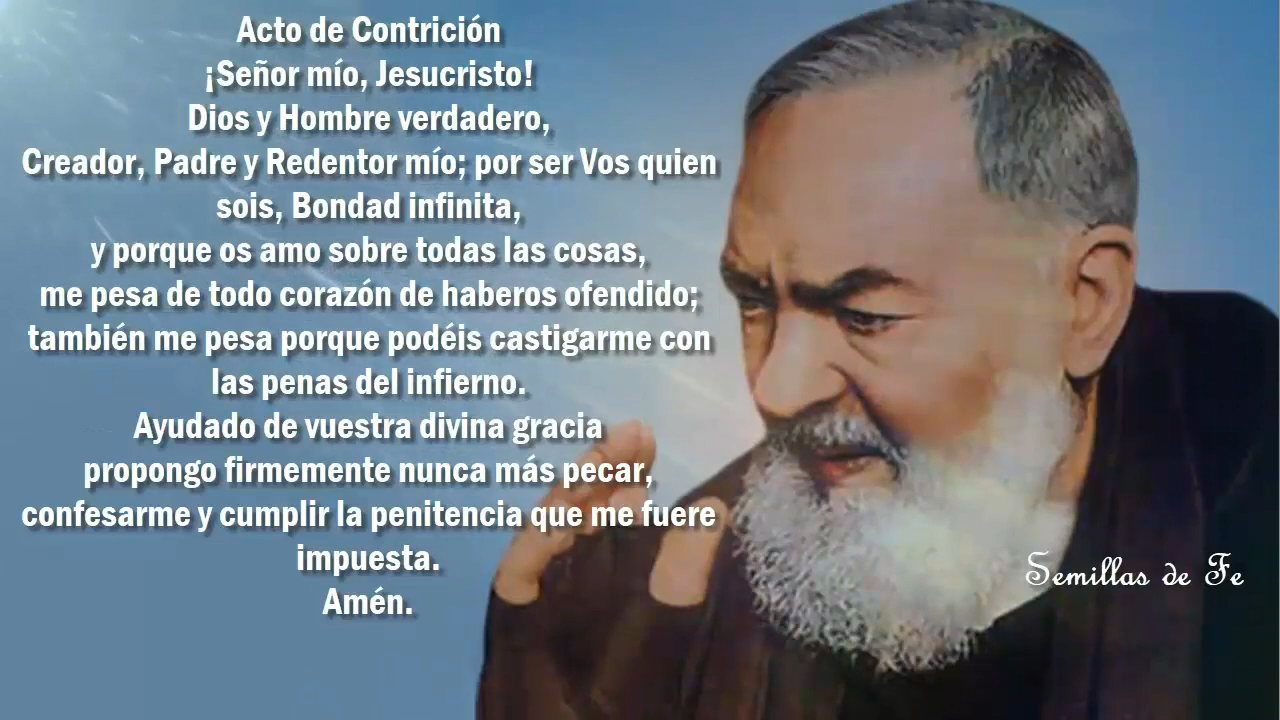 Acto de Contrición
¡Señor mío, Jesucristo!
Dios y Hombre verdadero,
Creador, Padre y Redentor mío; por ser Vos quien
sois, Bondad infinita,
y porque os amo sobre todas las cosas,
me pesa de todo corazón de haberos ofendido;
también me pesa porque podéis castigarme con
las penas del infierno.
Ayudado de vuestra divina gracia
propongo firmemente nunca más pecar,
confesarme y cumplir la penitencia que me fuere
impuesta.
Amén.
Semillas de Fe